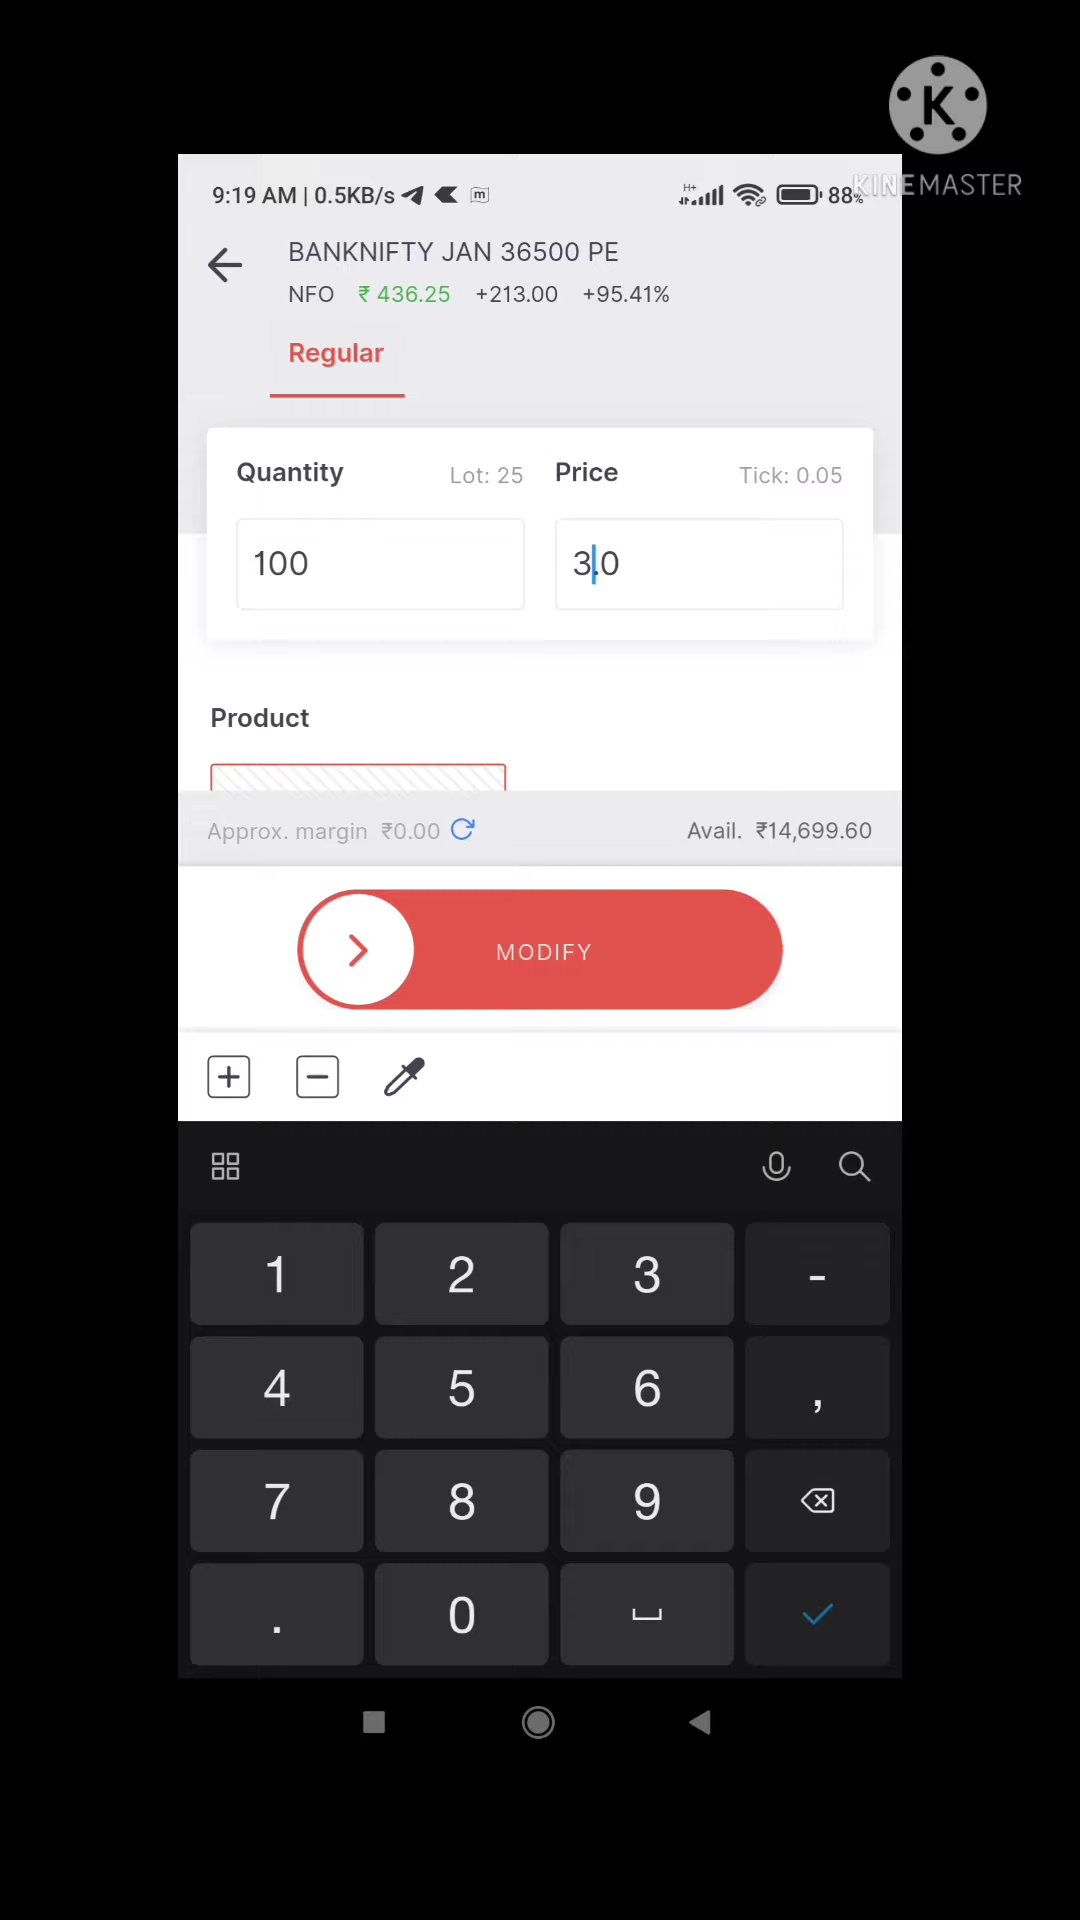 K
KINEMASTER
9:19 AM | 0.5KB/s m H+ 88%
BANKNIFTY JAN 36500 PE
NFO ₹ 436.25 +213.00 +95.41%
Regular
Quantity Lot: 25 Price Tick: 0.05
100 3.0
Product
Approx. margin ₹0.00 Avail. ₹14,699.60
MODIFY
1 2 3 -
4 5 6 ,
7 8 9
. 0